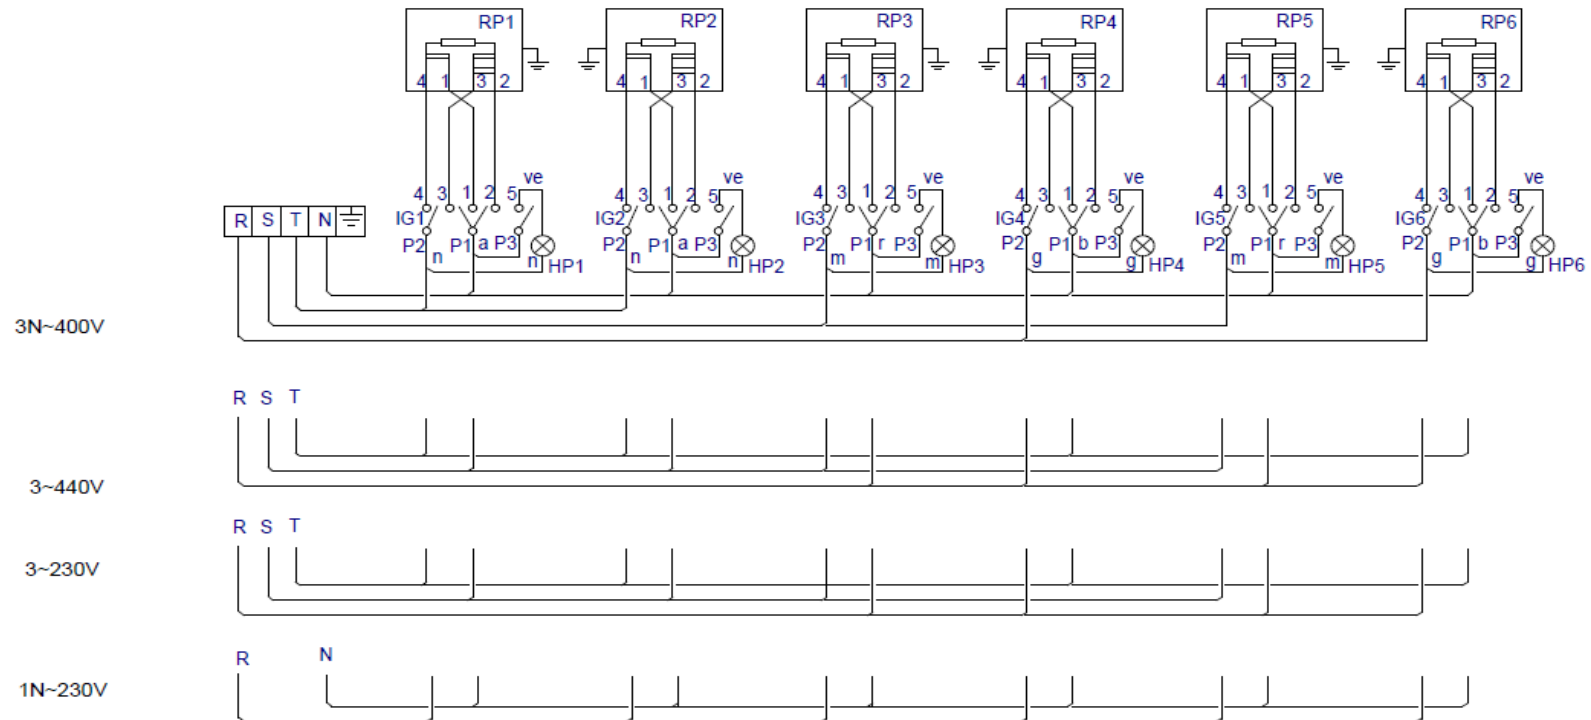 RP1 RP2 RP3 RP4 RP5 RP6
4 1 3 2 4 1 3 2 4 1 3 2 4 1 3 2 4 1 3 2 4 1 3 2
ve ve ve ve ve ve
4 3 1 2 5 4 3 1 2 5 4 3 1 2 5 4 3 1 2 5 4 3 1 2 5 4 3 1 2 5
R S T N IG1 IG2 IG3 IG4 IG5 IG6
P2 P1 a P3 P2 P1 a P3 P2 P1 r P3 P2 P1 b P3 P2 P1 r P3 P2 P1 b P3
n n HP1 n n HP2 m m HP3 g g HP4 m m HP5 g g HP6
3N~400V
R S T
3~440V
R S T
3~230V
R N
1N~230V